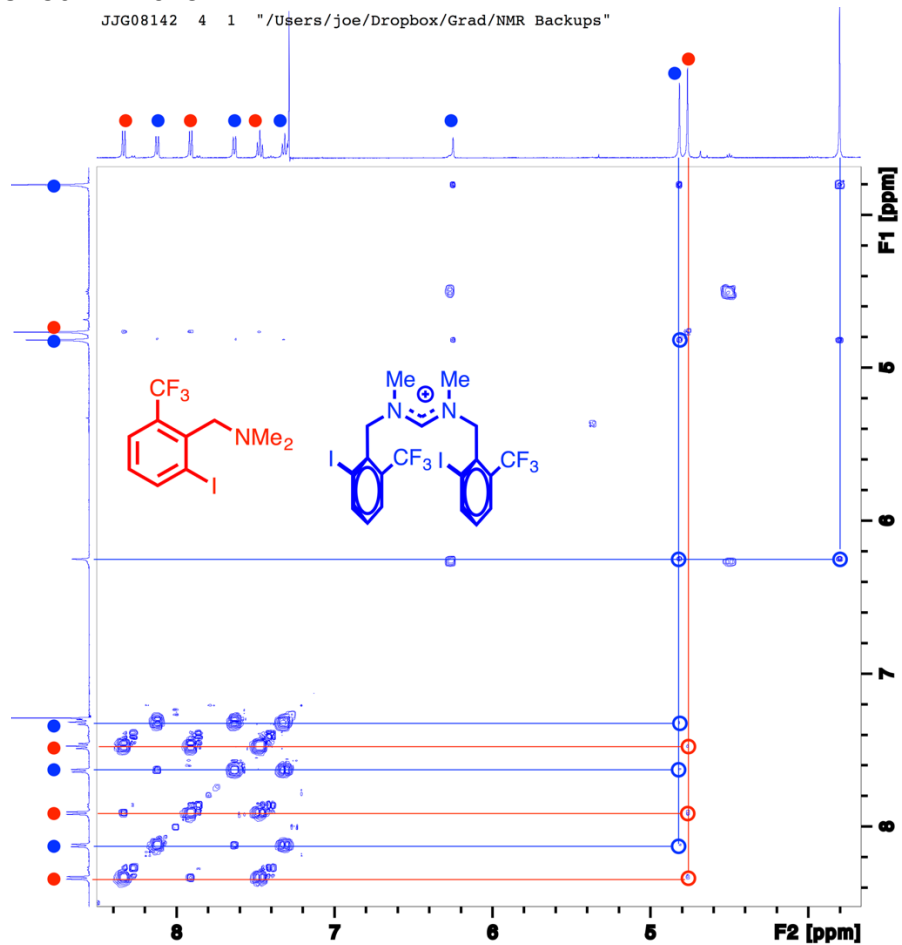 JJG08142 4 1 "/Users/joe/Dropbox/Grad/NMR Backups"
F1 [ppm]
5
6
7
8
CF3
NMe2
I
Me Me
⊕
N N
I CF3 I CF3
8 7 6 5 F2 [ppm]